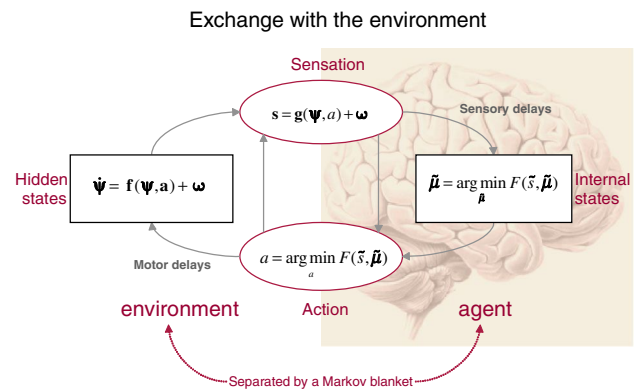 Exchange with the environment
Sensation
s = g(ψ, a) + ω
Sensory delays
Hidden
states
ψ̇ = f(ψ, a) + ω
μ̃ = arg min F(s̃, μ̃)
μ̃
Internal
states
Motor delays
a = arg min F(s̃, μ̃)
a
environment
Action
agent
Separated by a Markov blanket